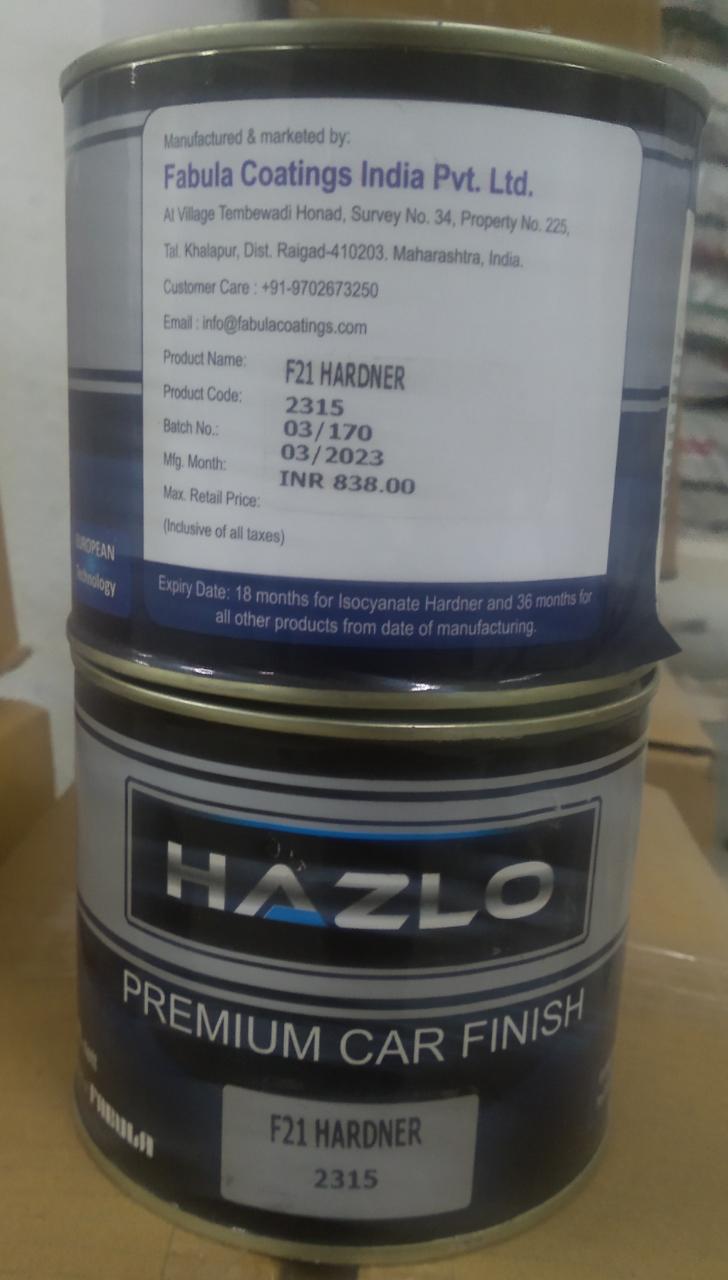 Manufactured & marketed by:
Fabula Coatings India Pvt. Ltd.
At Village Tembewadi Honad, Survey No. 34, Property No. 225,
Tal. Khalapur, Dist. Raigad-410203. Maharashtra, India.
Customer Care : +91-9702673250
Email : info@fabulacoatings.com
Product Name: F21 HARDNER
Product Code: 2315
Batch No.: 03/170
Mfg. Month: 03/2023
Max. Retail Price: INR 838.00
(Inclusive of all taxes)
EUROPEAN
Technology
Expiry Date: 18 months for Isocyanate Hardner and 36 months for
all other products from date of manufacturing.
HAZLO
PREMIUM CAR FINISH
FABULA
F21 HARDNER
2315